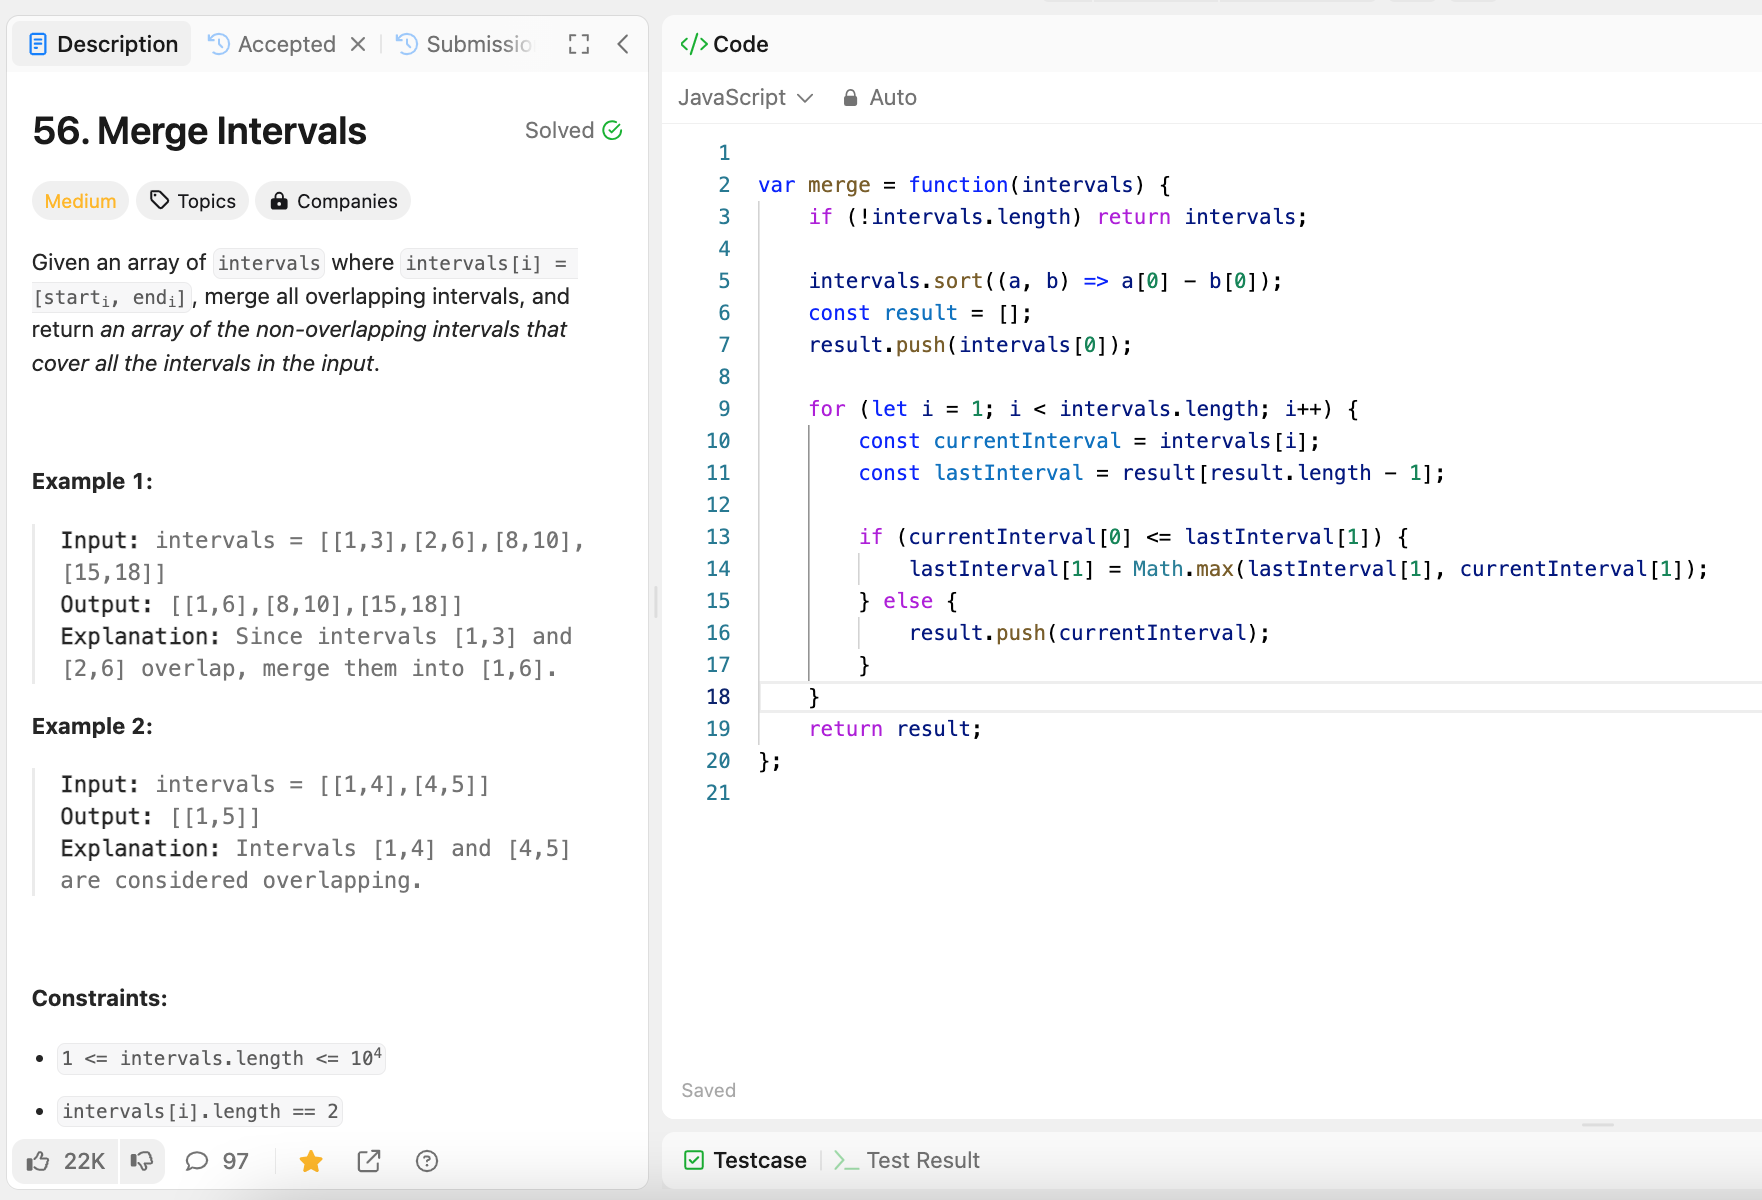 Description
Accepted
Submissio
56. Merge Intervals
Solved
Medium
Topics
Companies
Given an array of intervals where intervals[i] =
[starti, endi], merge all overlapping intervals, and
return an array of the non-overlapping intervals that
cover all the intervals in the input.
Example 1:
Input: intervals = [[1,3],[2,6],[8,10],
[15,18]]
Output: [[1,6],[8,10],[15,18]]
Explanation: Since intervals [1,3] and
[2,6] overlap, merge them into [1,6].
Example 2:
Input: intervals = [[1,4],[4,5]]
Output: [[1,5]]
Explanation: Intervals [1,4] and [4,5]
are considered overlapping.
Constraints:
• 1 <= intervals.length <= 10⁴
• intervals[i].length == 2
22K
97
</> Code
JavaScript
Auto
1
2 var merge = function(intervals) {
3     if (!intervals.length) return intervals;
4
5     intervals.sort((a, b) => a[0] - b[0]);
6     const result = [];
7     result.push(intervals[0]);
8
9     for (let i = 1; i < intervals.length; i++) {
10         const currentInterval = intervals[i];
11         const lastInterval = result[result.length - 1];
12
13         if (currentInterval[0] <= lastInterval[1]) {
14             lastInterval[1] = Math.max(lastInterval[1], currentInterval[1]);
15         } else {
16             result.push(currentInterval);
17         }
18     }
19     return result;
20 };
21
Saved
Testcase
Test Result